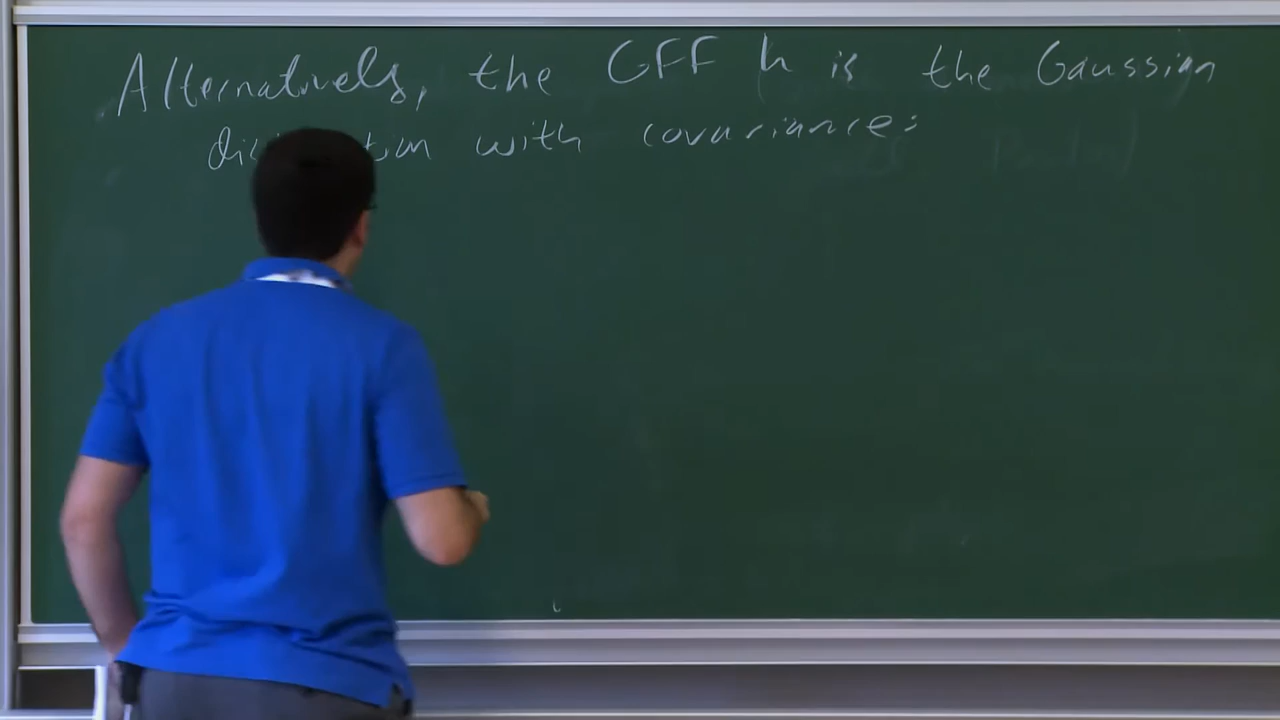 Alternatively, the GFF h is the Gaussian
with covariance: